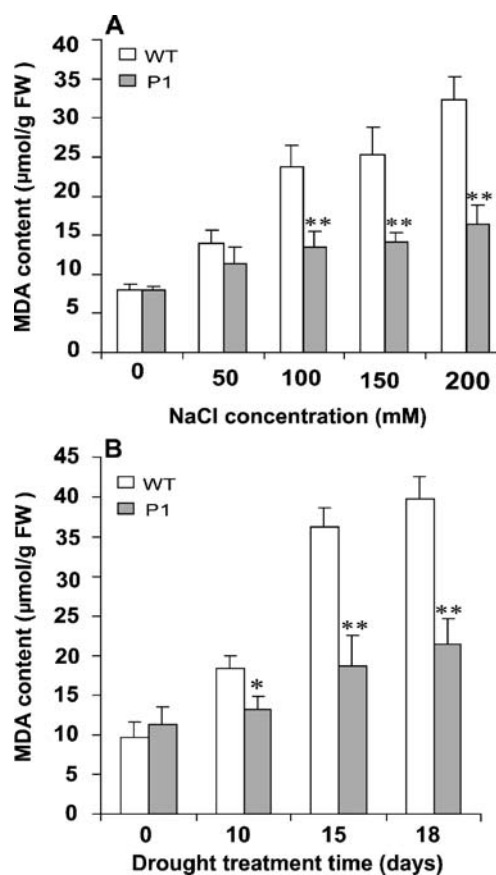 A
WT
P1
MDA content (μmol/g FW )
40
35
30
25
20
15
10
5
0
**
**
**
0 50 100 150 200
NaCl concentration (mM)
B
WT
P1
MDA content (μmol/g FW )
45
40
35
30
25
20
15
10
5
0
*
**
**
0 10 15 18
Drought treatment time (days)